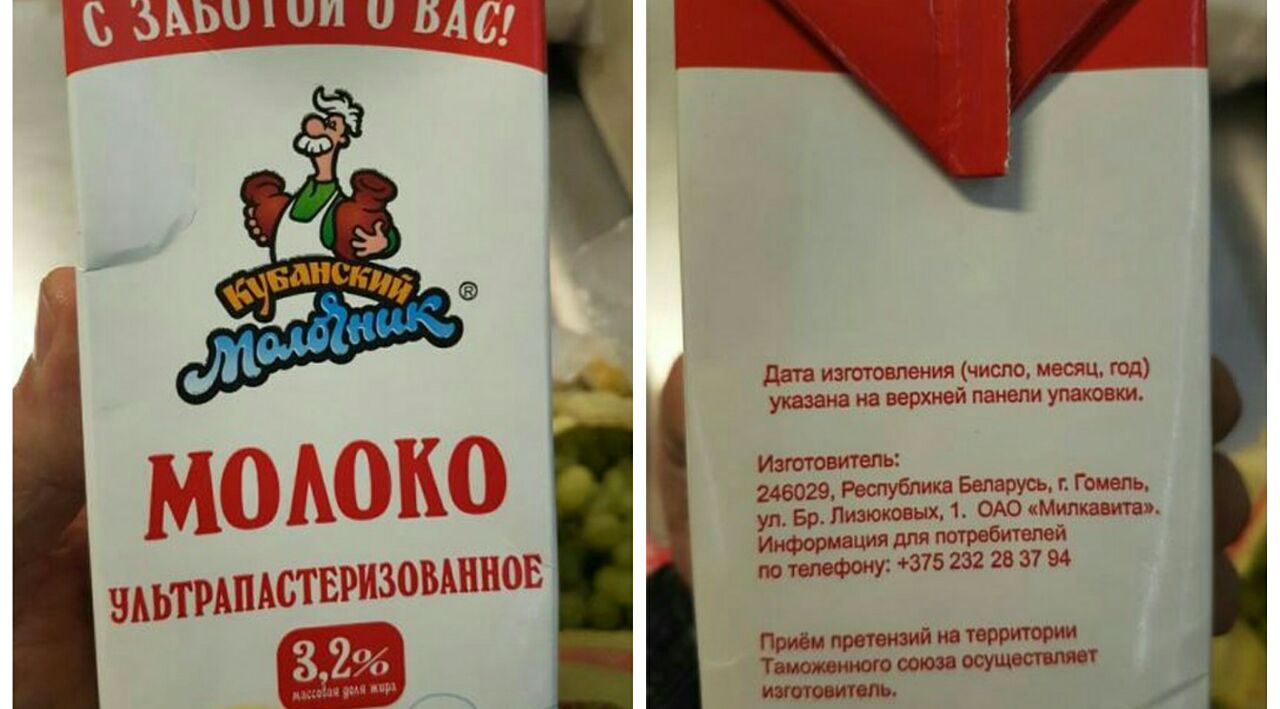 С ЗАБОТОЙ О ВАС!
Кубанский
Молочник ®
МОЛОКО
УЛЬТРАПАСТЕРИЗОВАННОЕ
3,2%
массовая доля жира
Дата изготовления (число, месяц, год)
указана на верхней панели упаковки.
Изготовитель:
246029, Республика Беларусь, г. Гомель,
ул. Бр. Лизюковых, 1. ОАО «Милкавита».
Информация для потребителей
по телефону: +375 232 28 37 94
Приём претензий на территории
Таможенного союза осуществляет
изготовитель.